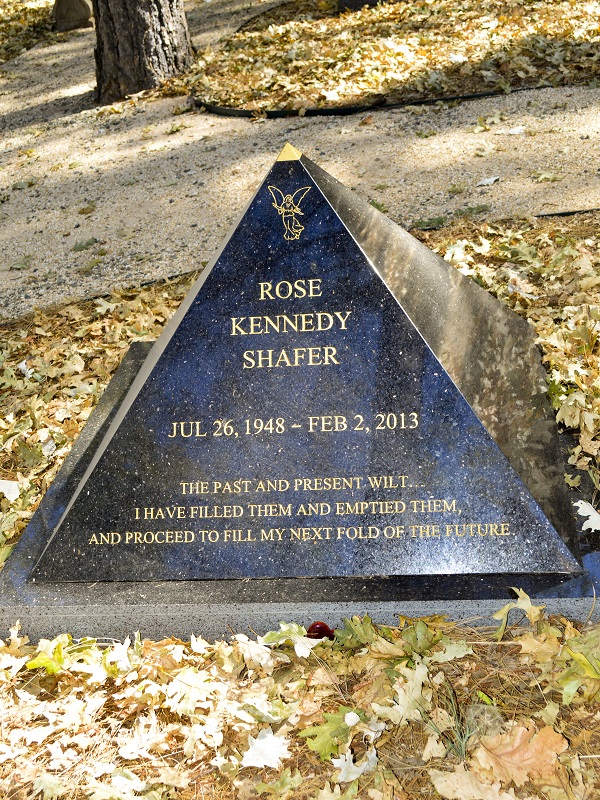 ROSE
KENNEDY
SHAFER
JUL 26, 1948 – FEB 2, 2013
THE PAST AND PRESENT WILT...
I HAVE FILLED THEM AND EMPTIED THEM,
AND PROCEED TO FILL MY NEXT FOLD OF THE FUTURE